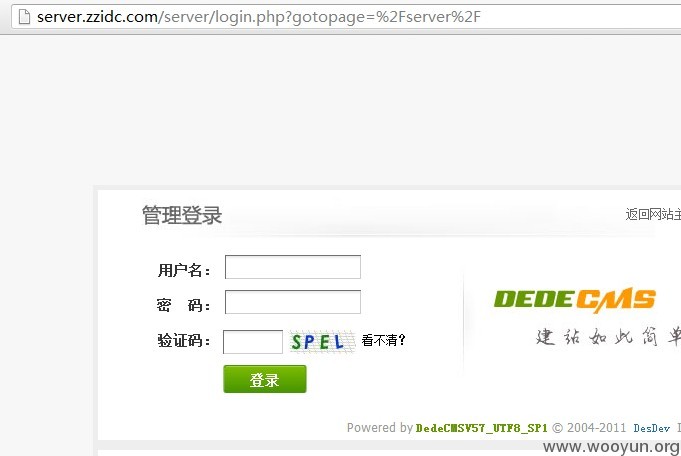 server.zzidc.com/server/login.php?gotopage=%2Fserver%2F
管理登录
返回网站主
用户名：
密 码：
验证码： SPEL 看不清?
登录
DEDECMS
建站如此简单
Powered by DedeCMSV57_UTF8_SP1 © 2004-2011 DesDev I
www.wooyun.org